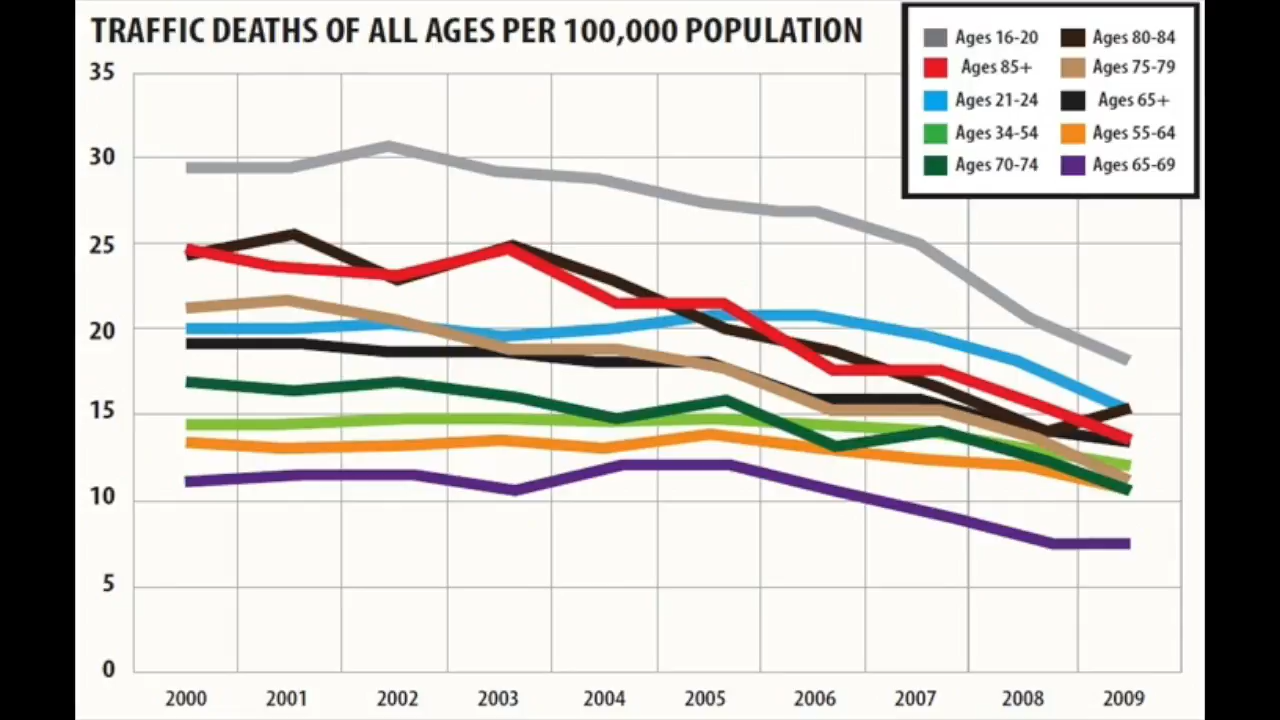 TRAFFIC DEATHS OF ALL AGES PER 100,000 POPULATION
Ages 16-20
Ages 80-84
Ages 85+
Ages 75-79
Ages 21-24
Ages 65+
Ages 34-54
Ages 55-64
Ages 70-74
Ages 65-69
35
30
25
20
15
10
5
0
2000 2001 2002 2003 2004 2005 2006 2007 2008 2009